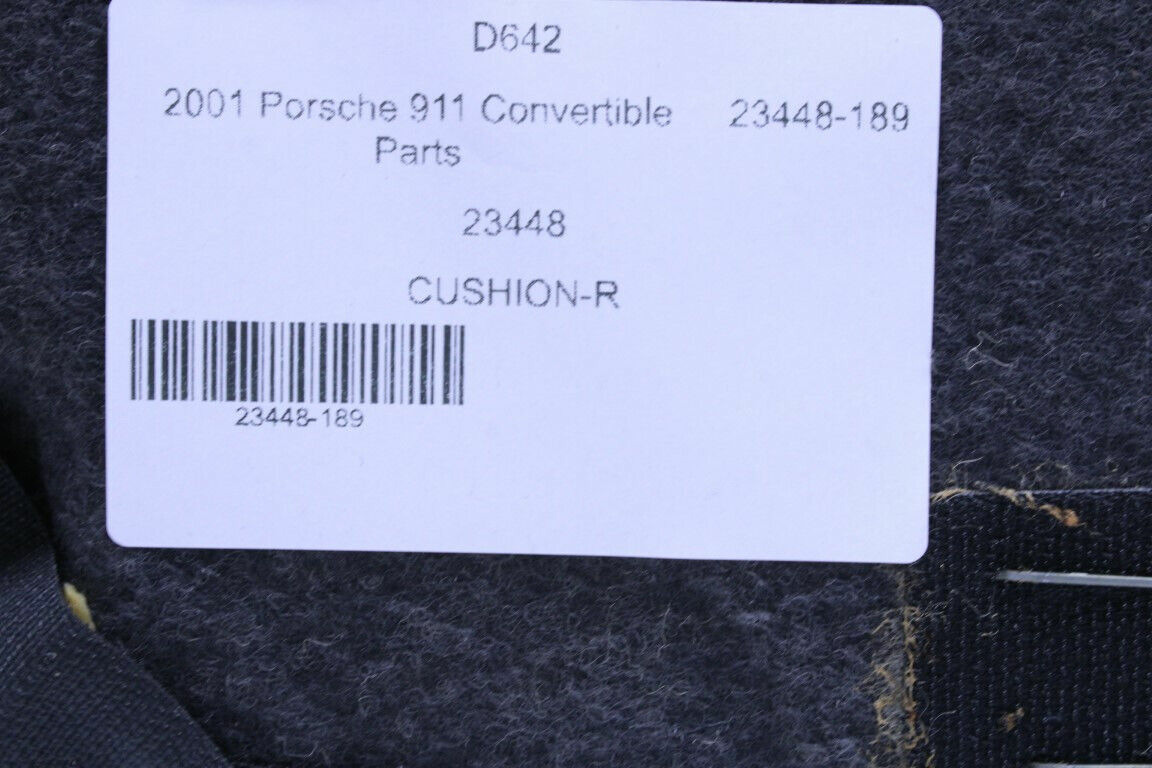 D642
2001 Porsche 911 Convertible 23448-189
Parts
23448
CUSHION-R
23448-189